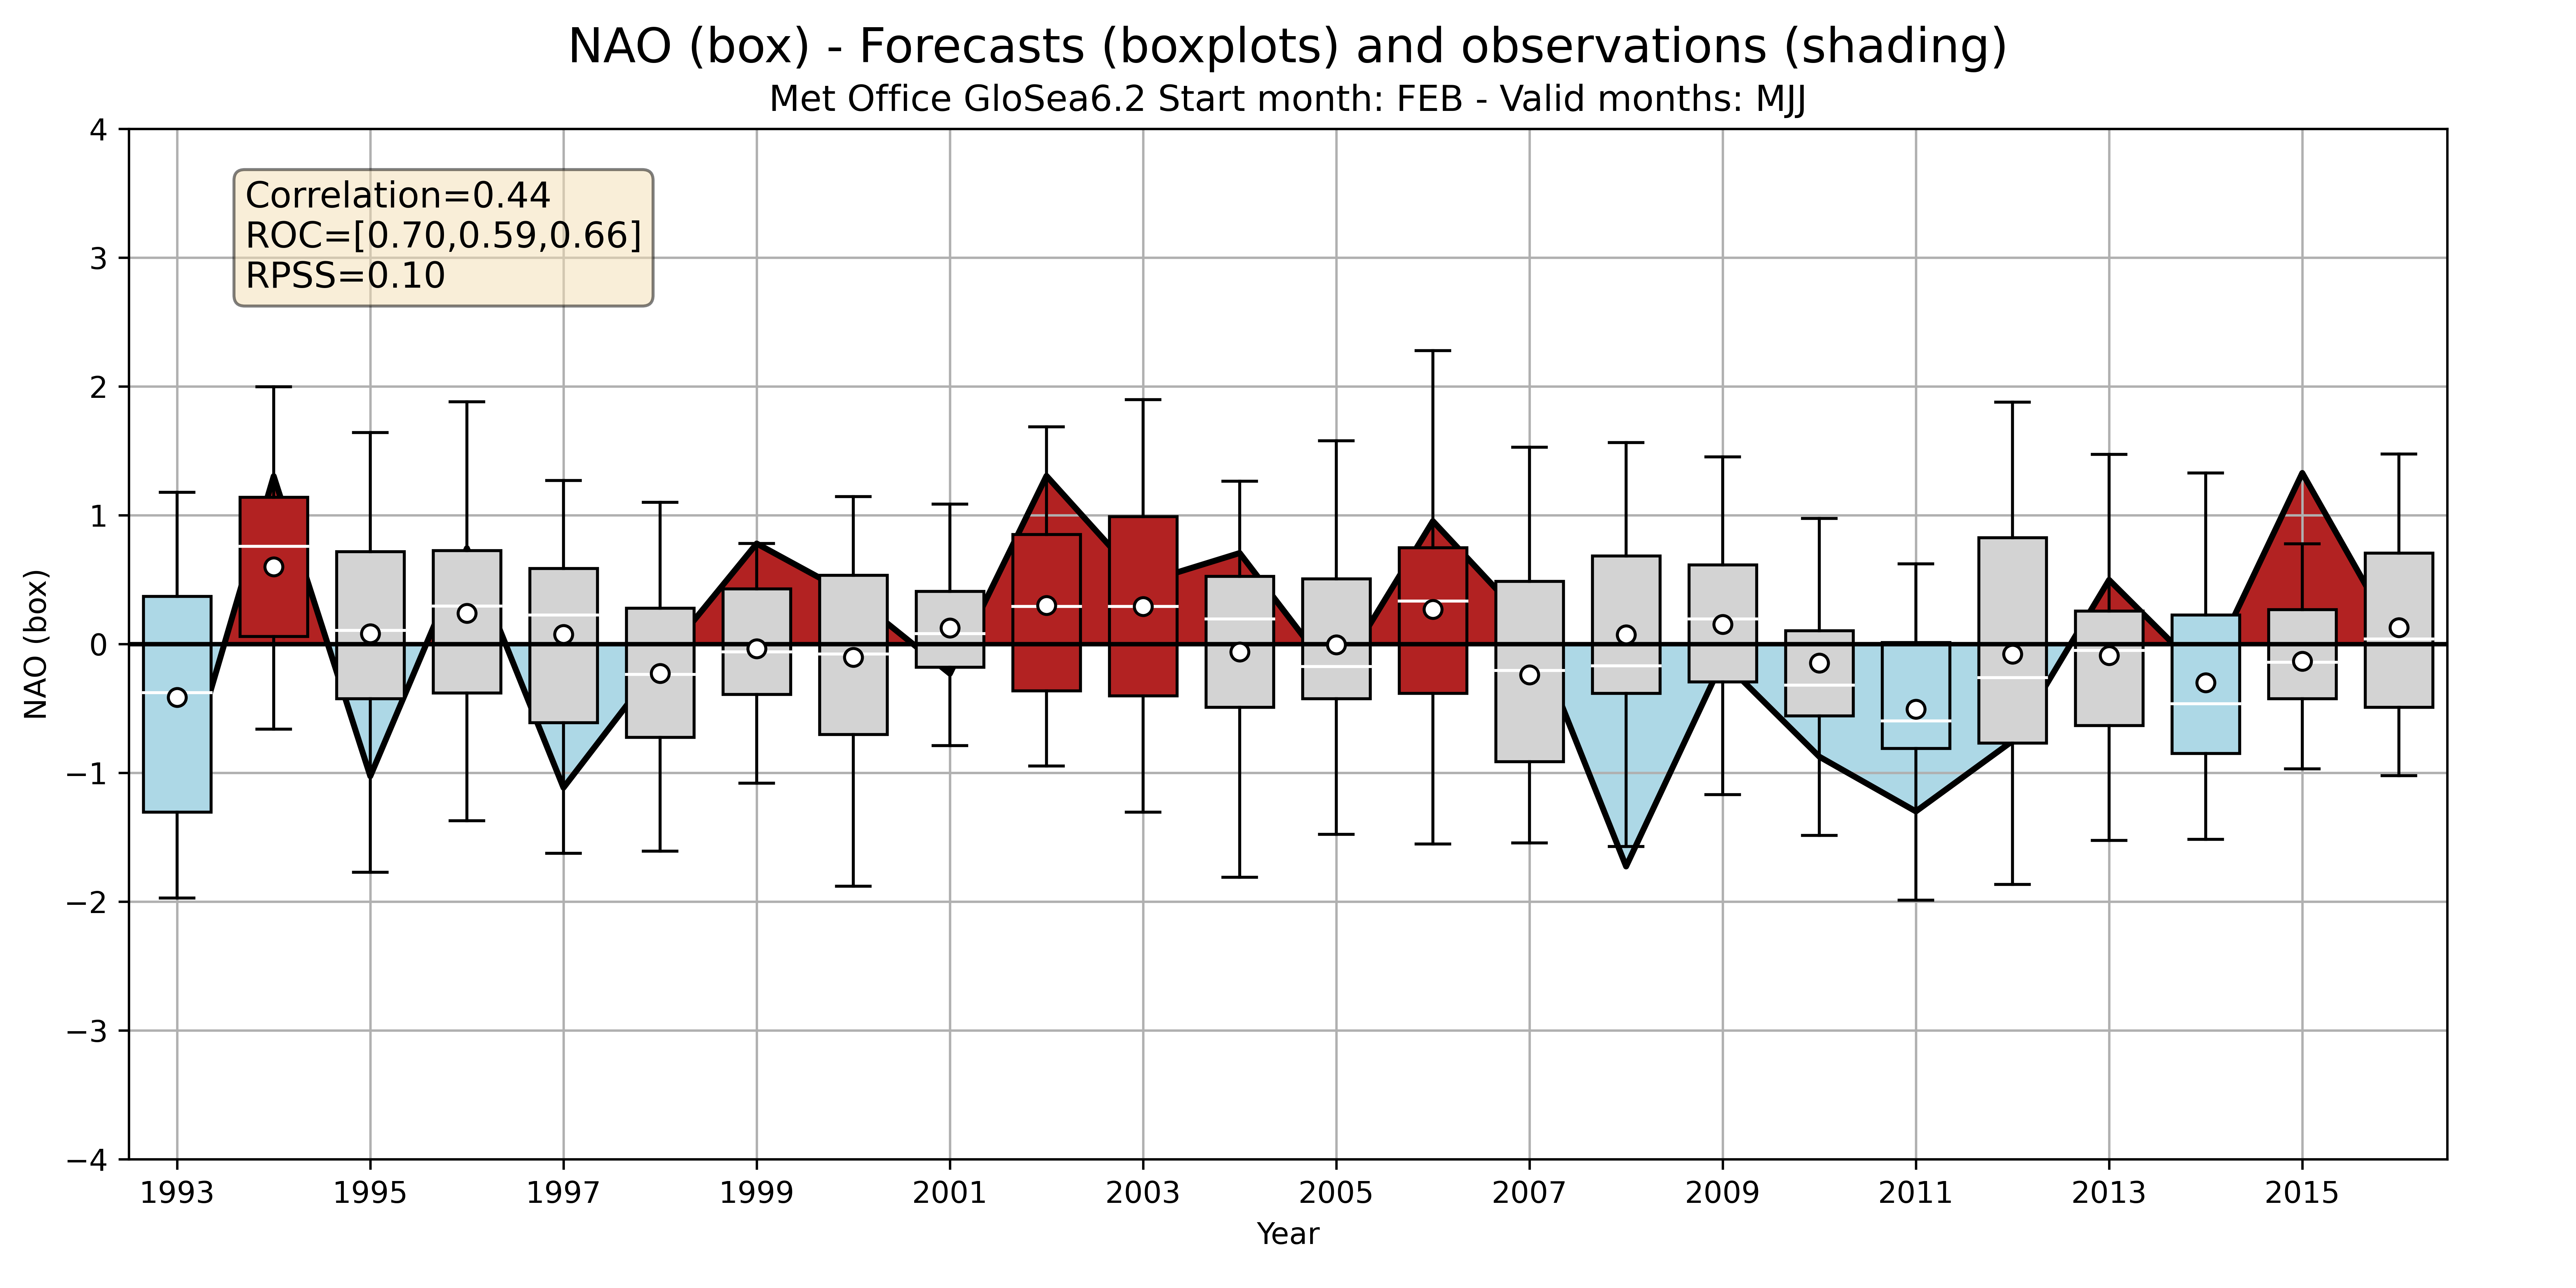 NAO (box) - Forecasts (boxplots) and observations (shading)
Met Office GloSea6.2 Start month: FEB - Valid months: MJJ
Correlation=0.44
ROC=[0.70,0.59,0.66]
RPSS=0.10
NAO (box)
4
3
2
1
0
−1
−2
−3
−4
1993 1995 1997 1999 2001 2003 2005 2007 2009 2011 2013 2015
Year